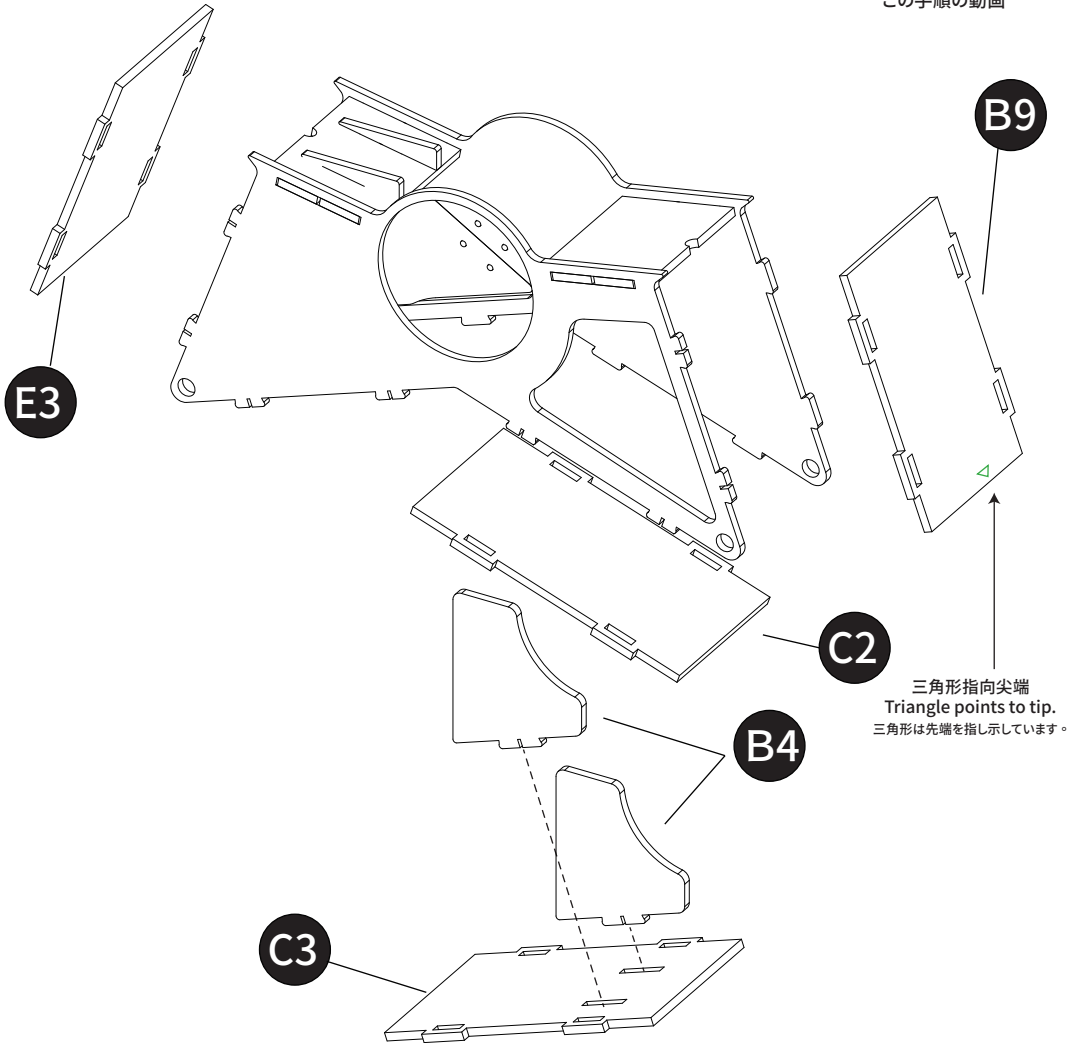 この手順の動画
B9
E3
C2
三角形指向尖端
Triangle points to tip.
三角形は先端を指し示しています。
B4
C3